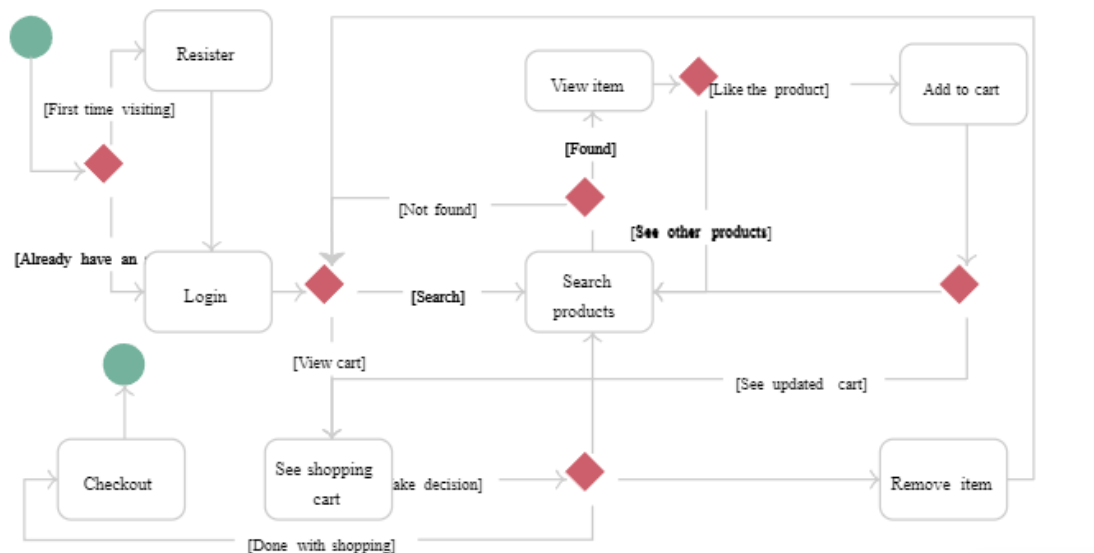 Resister
View item
[Like the product]
Add to cart
[First time visiting]
[Found]
[Not found]
[See other products]
[Already have an
Login
[Search]
Search
products
[View cart]
[See updated cart]
Checkout
See shopping
cart
ake decision]
Remove item
[Done with shopping]